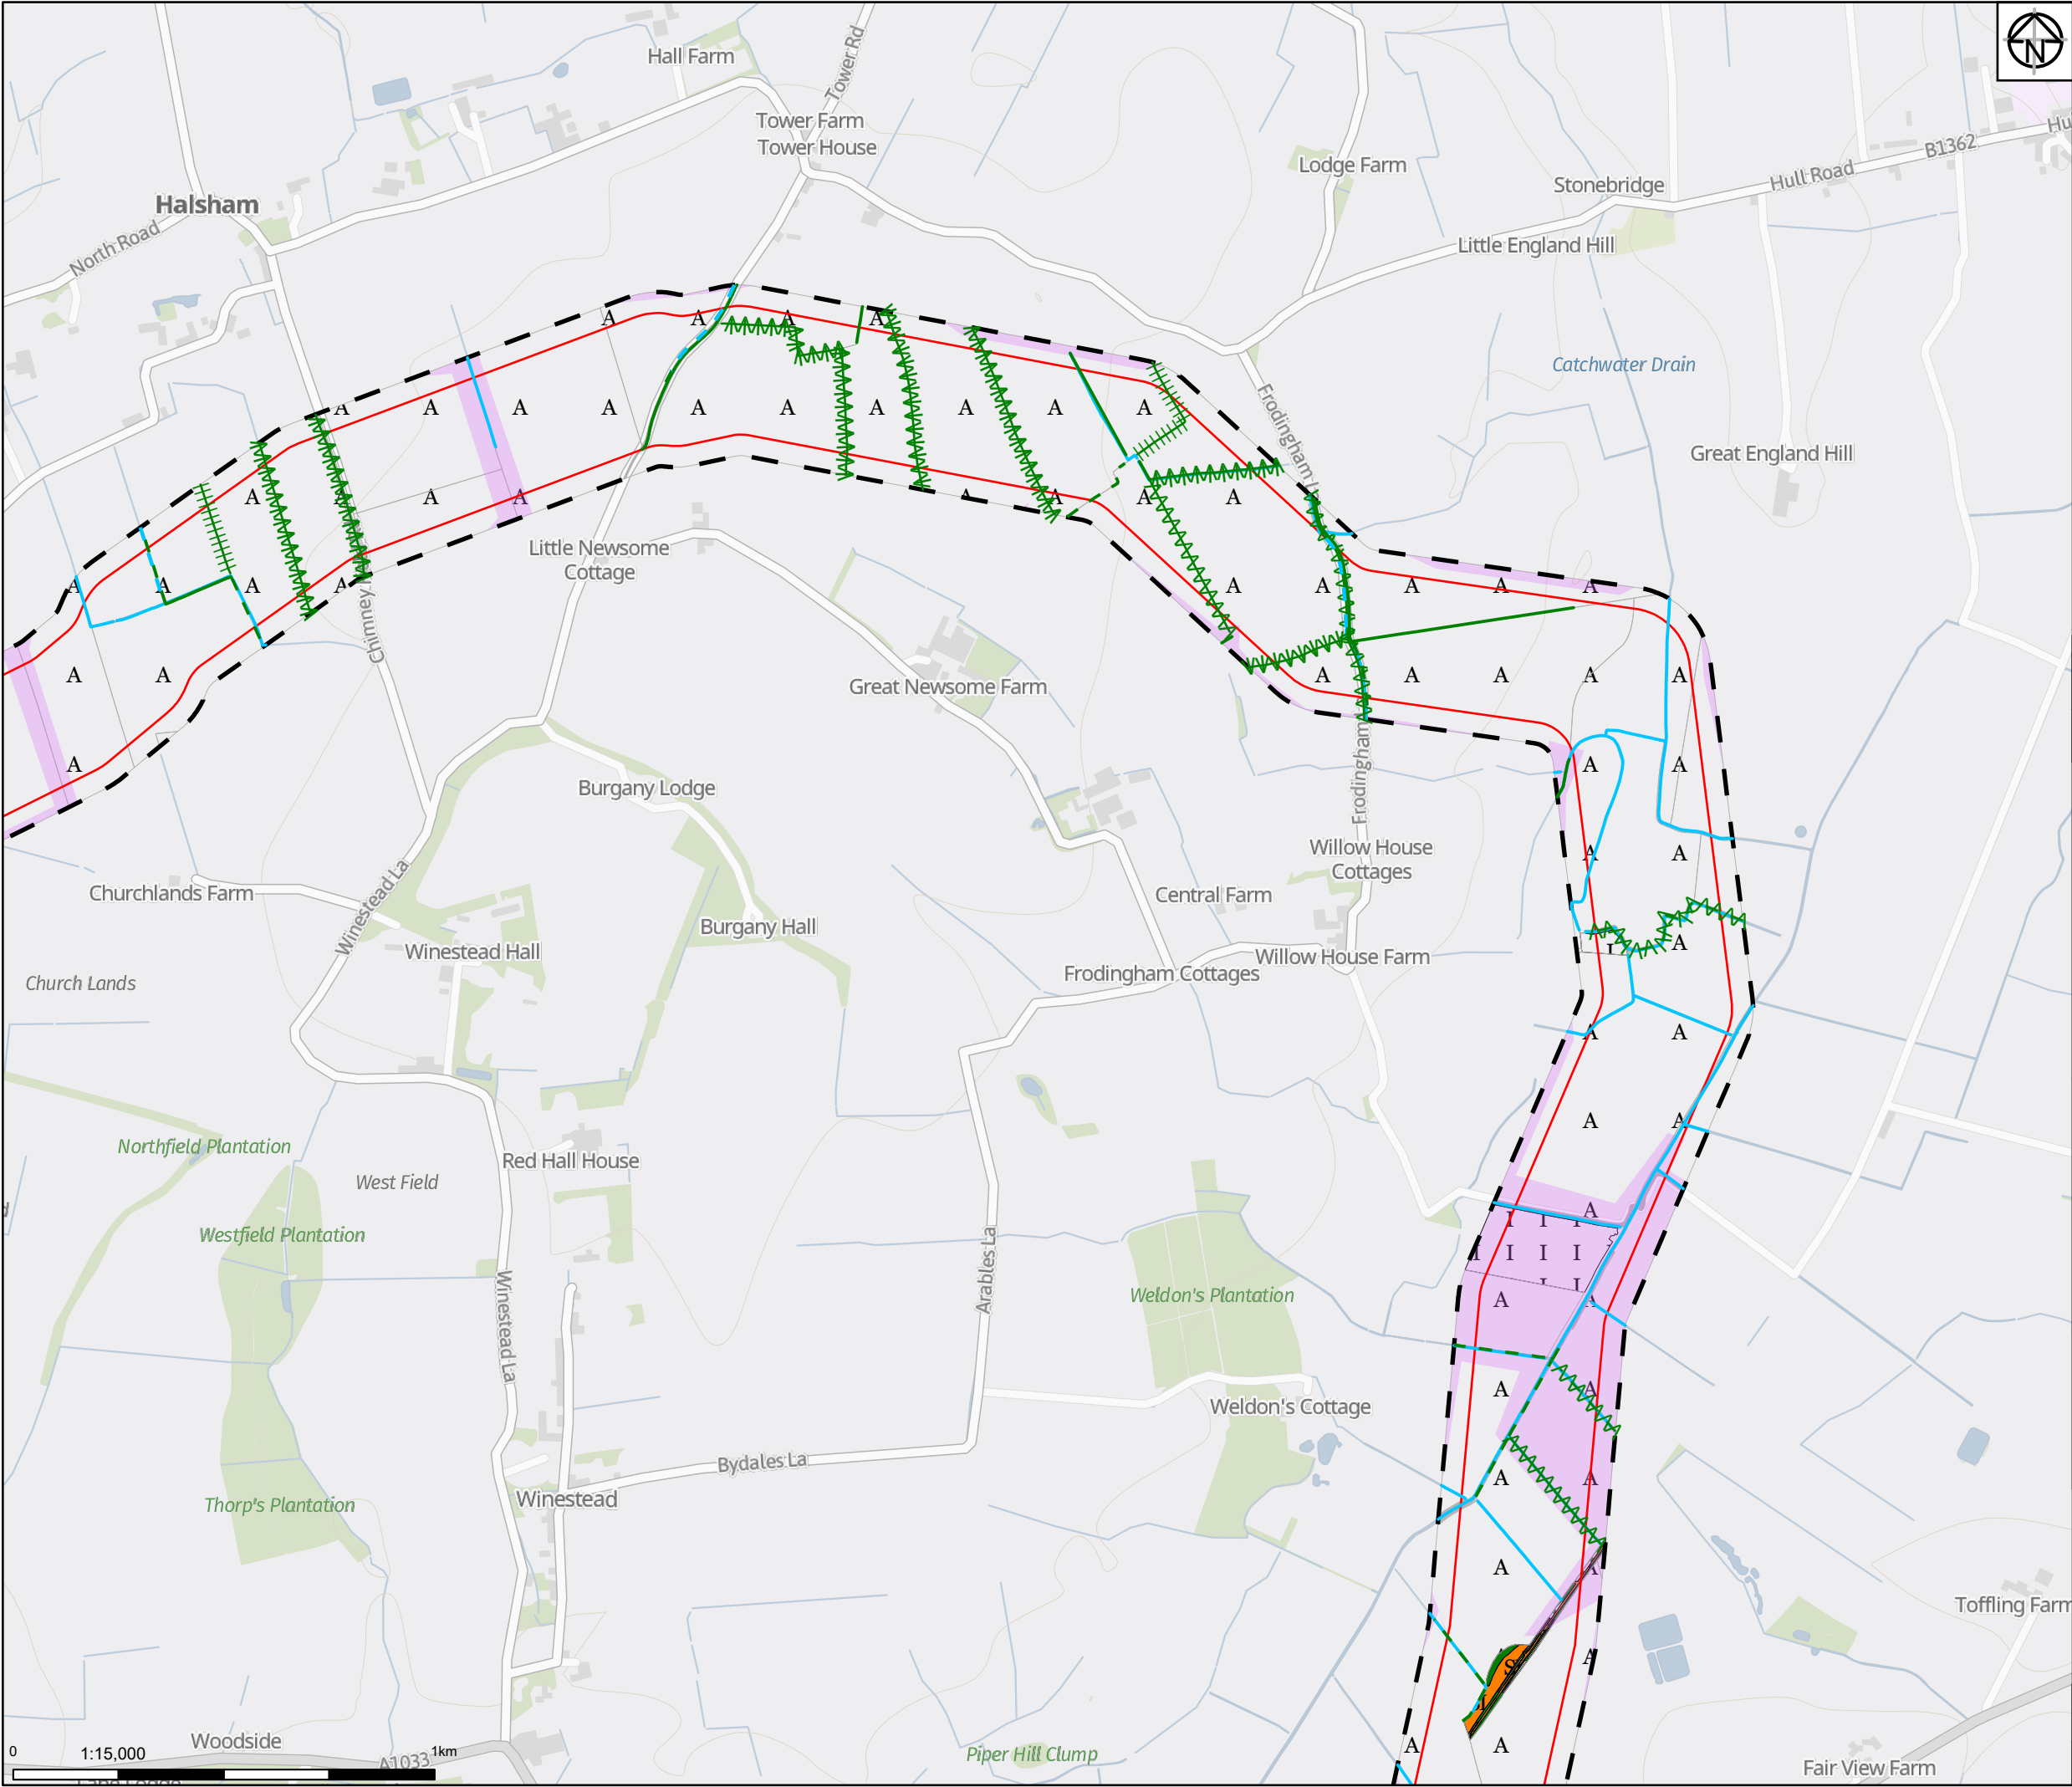 N
Hall Farm
Tower Rd
Tower Farm
Tower House
Lodge Farm
B1362
Hull Road
Stonebridge
Halsham
North Road
Little England Hill
A A A A
Catchwater Drain
A A A A A A A A A A
Frodingham
Great England Hill
A A A A A A A A
Little Newsome
Cottage
A A A A A A A A A
Chimney
A A A A A A A
Great Newsome Farm
A A A
Burgany Lodge
Frodingham
Willow House
Cottages
A A
Churchlands Farm
Winestead La
Central Farm
Burgany Hall
Winestead Hall
I A
Willow House Farm
Frodingham Cottages
Church Lands
A A
A A
Northfield Plantation
Red Hall House
West Field
A
I I I
Westfield Plantation
I I I I
Arables La
I I
Weldon's Plantation
A A
Winestead La
A A
Weldon's Cottage
Bydales La
A A
Winestead
Thorp's Plantation
A A
Toffling Farm
S A
I
Woodside
A A
Piper Hill Clump
0 1:15,000 1km
A1033
Fair View Farm